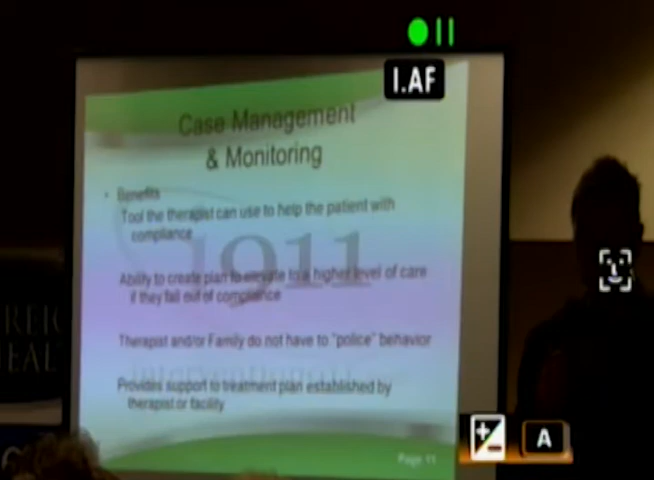 I.AF
Case Management
& Monitoring
• Benefits
Tool the therapist can use to help the patient with
compliance
911
Ability to create plan to elevate to a higher level of care
if they fall out of compliance
Therapist and/or Family do not have to "police" behavior
Provides support to treatment plan established by
therapist or facility
Page 11
A